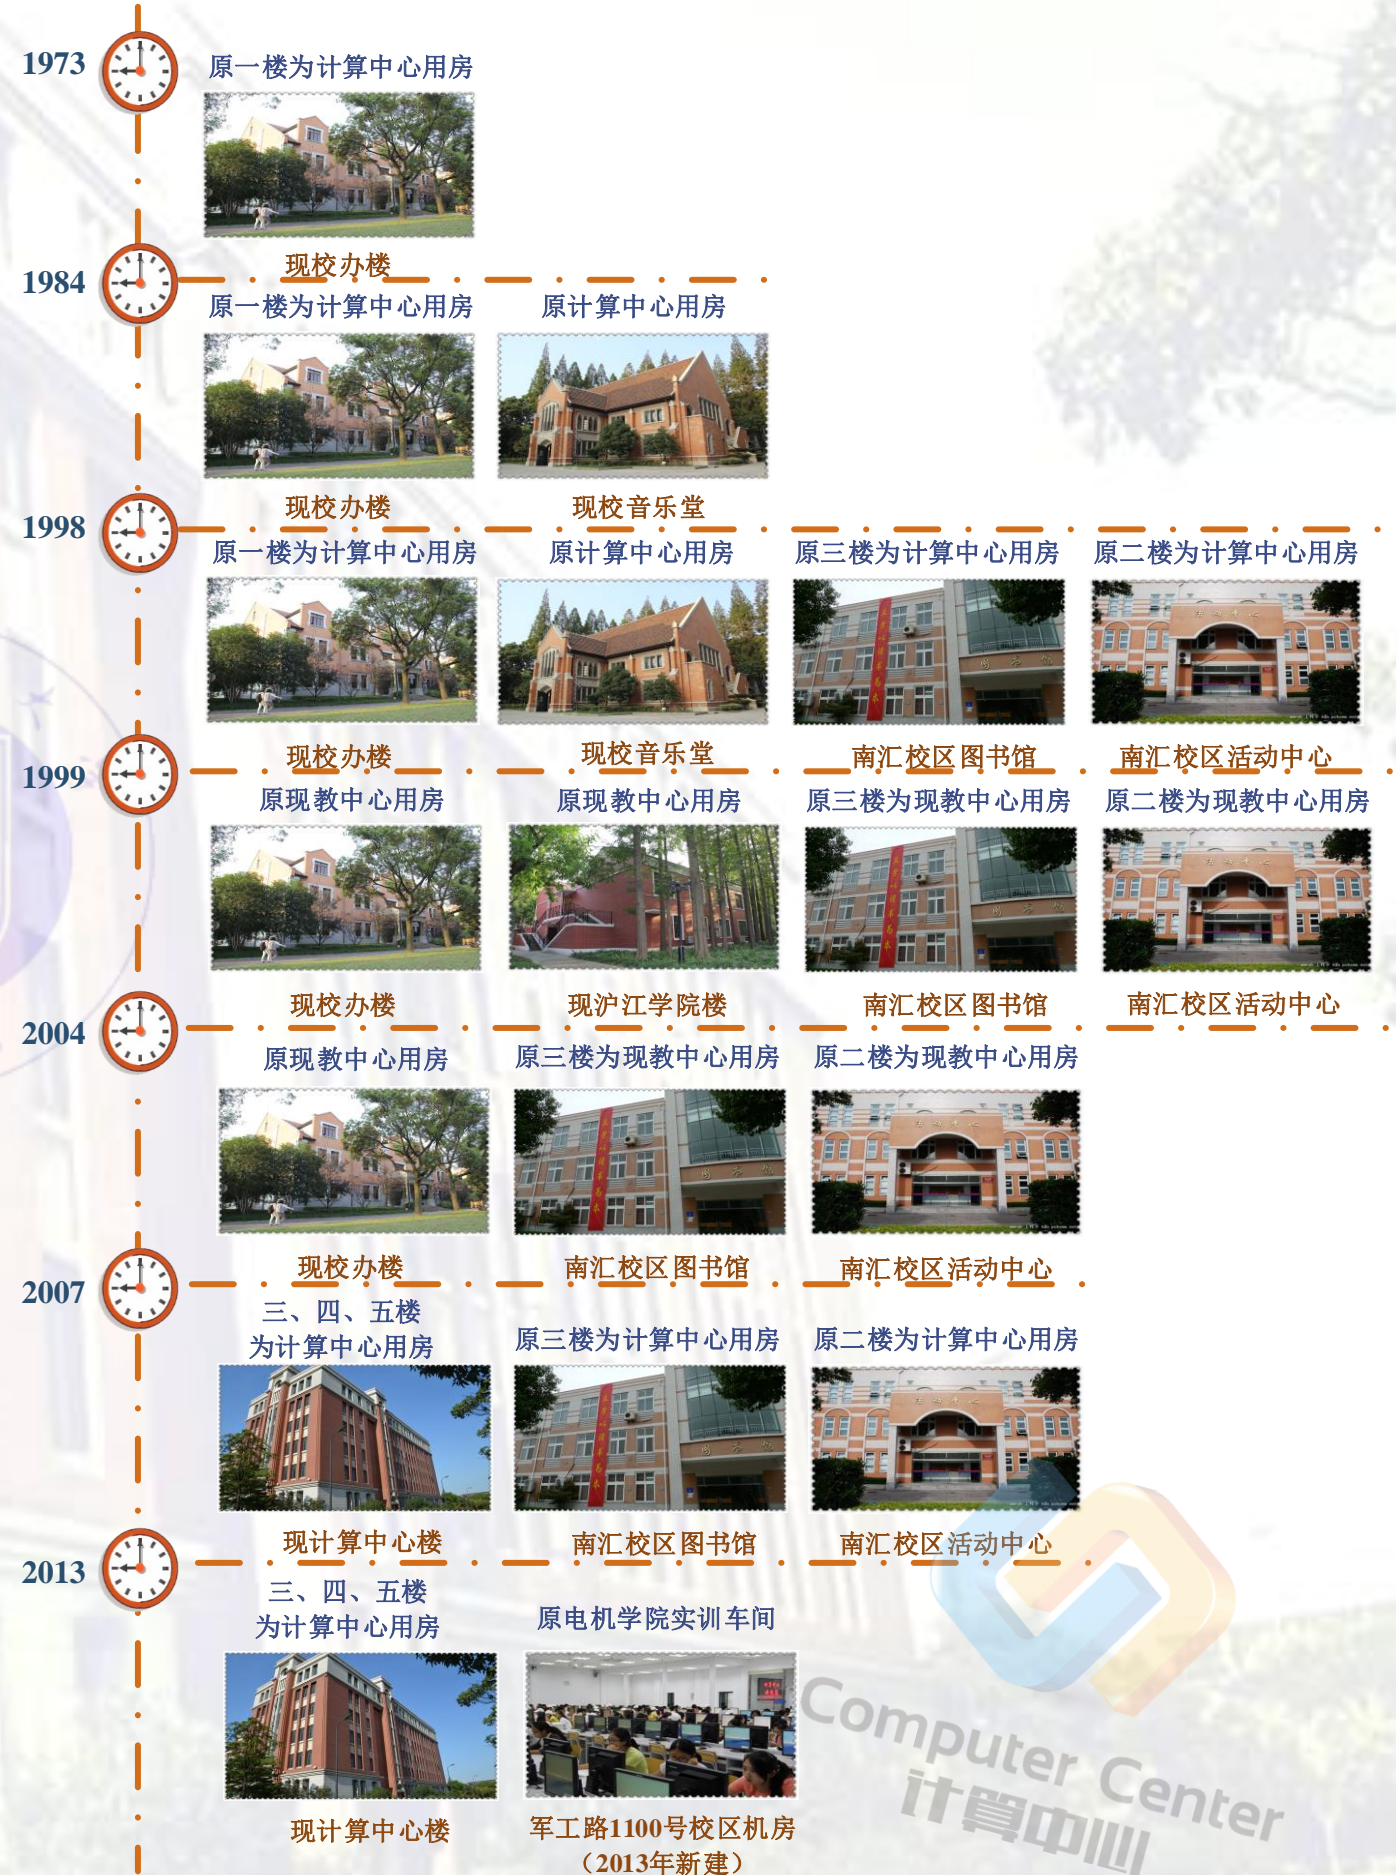 1973
原一楼为计算中心用房
现校办楼
1984
原一楼为计算中心用房 原计算中心用房
现校办楼 现校音乐堂
1998
原一楼为计算中心用房 原计算中心用房 原三楼为计算中心用房 原二楼为计算中心用房
现校办楼 现校音乐堂 南汇校区图书馆 南汇校区活动中心
1999
原现教中心用房 原现教中心用房 原三楼为现教中心用房 原二楼为现教中心用房
现校办楼 现沪江学院楼 南汇校区图书馆 南汇校区活动中心
2004
原现教中心用房 原三楼为现教中心用房 原二楼为现教中心用房
现校办楼 南汇校区图书馆 南汇校区活动中心
2007
三、四、五楼
为计算中心用房 原三楼为计算中心用房 原二楼为计算中心用房
现计算中心楼 南汇校区图书馆 南汇校区活动中心
2013
三、四、五楼
为计算中心用房 原电机学院实训车间
现计算中心楼 军工路1100号校区机房
（2013年新建）
Computer Center
计算中心